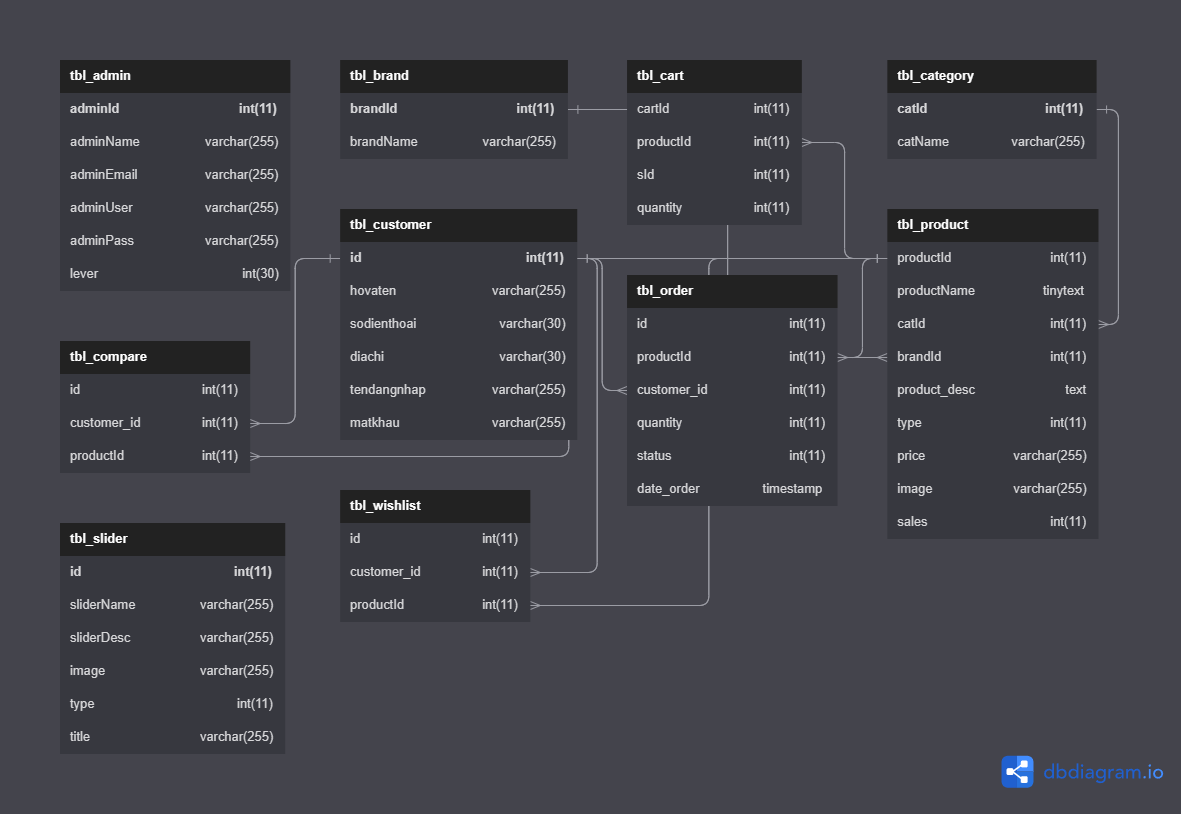 tbl_admin
adminId int(11)
adminName varchar(255)
adminEmail varchar(255)
adminUser varchar(255)
adminPass varchar(255)
lever int(30)
tbl_brand
brandId int(11)
brandName varchar(255)
tbl_cart
cartId int(11)
productId int(11)
sId int(11)
quantity int(11)
tbl_category
catId int(11)
catName varchar(255)
tbl_customer
id int(11)
hovaten varchar(255)
sodienthoai varchar(30)
diachi varchar(30)
tendangnhap varchar(255)
matkhau varchar(255)
tbl_order
id int(11)
productId int(11)
customer_id int(11)
quantity int(11)
status int(11)
date_order timestamp
tbl_product
productId int(11)
productName tinytext
catId int(11)
brandId int(11)
product_desc text
type int(11)
price varchar(255)
image varchar(255)
sales int(11)
tbl_compare
id int(11)
customer_id int(11)
productId int(11)
tbl_wishlist
id int(11)
customer_id int(11)
productId int(11)
tbl_slider
id int(11)
sliderName varchar(255)
sliderDesc varchar(255)
image varchar(255)
type int(11)
title varchar(255)
dbdiagram.io